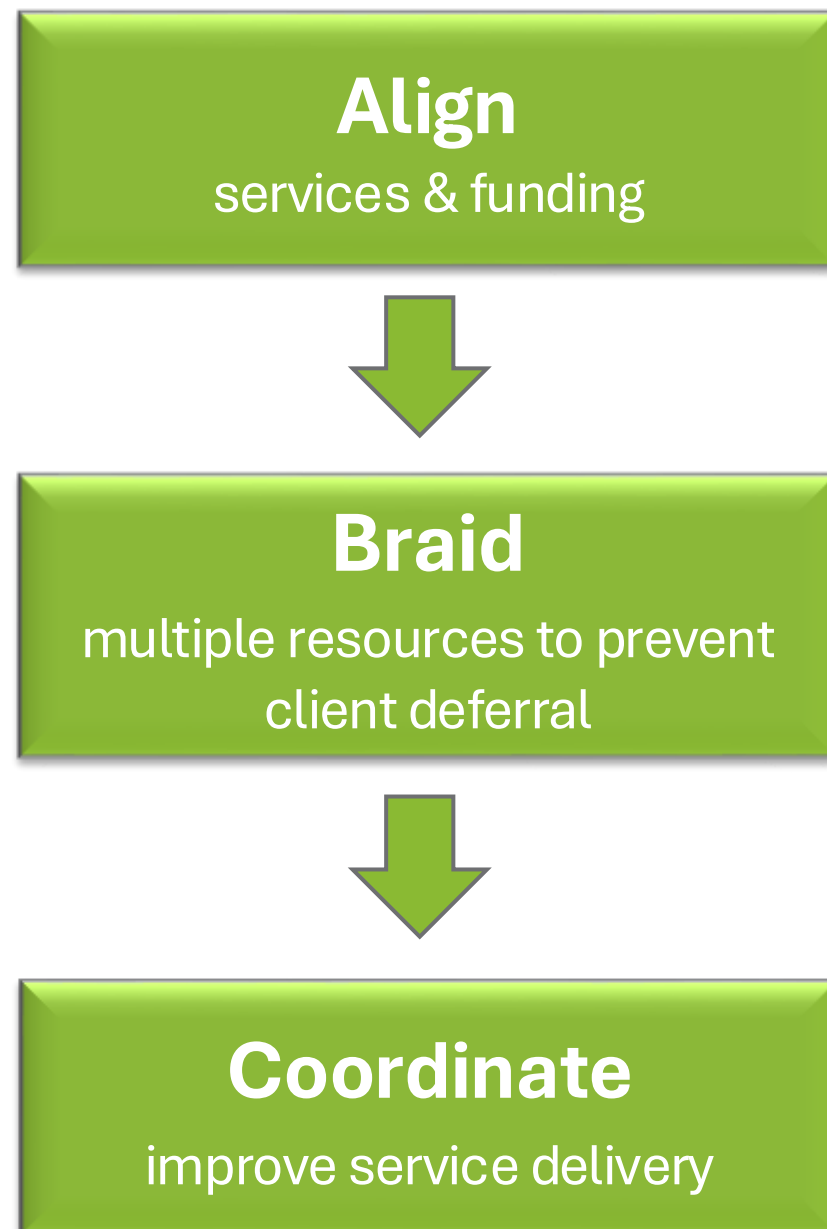 Align
services & funding
Braid
multiple resources to prevent
client deferral
Coordinate
improve service delivery